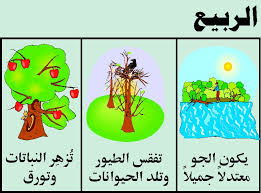 الربيع
يكون الجو
معتدلاً جميلاً
تفقس الطيور
وتلد الحيوانات
تُزهر النباتات
وتورق